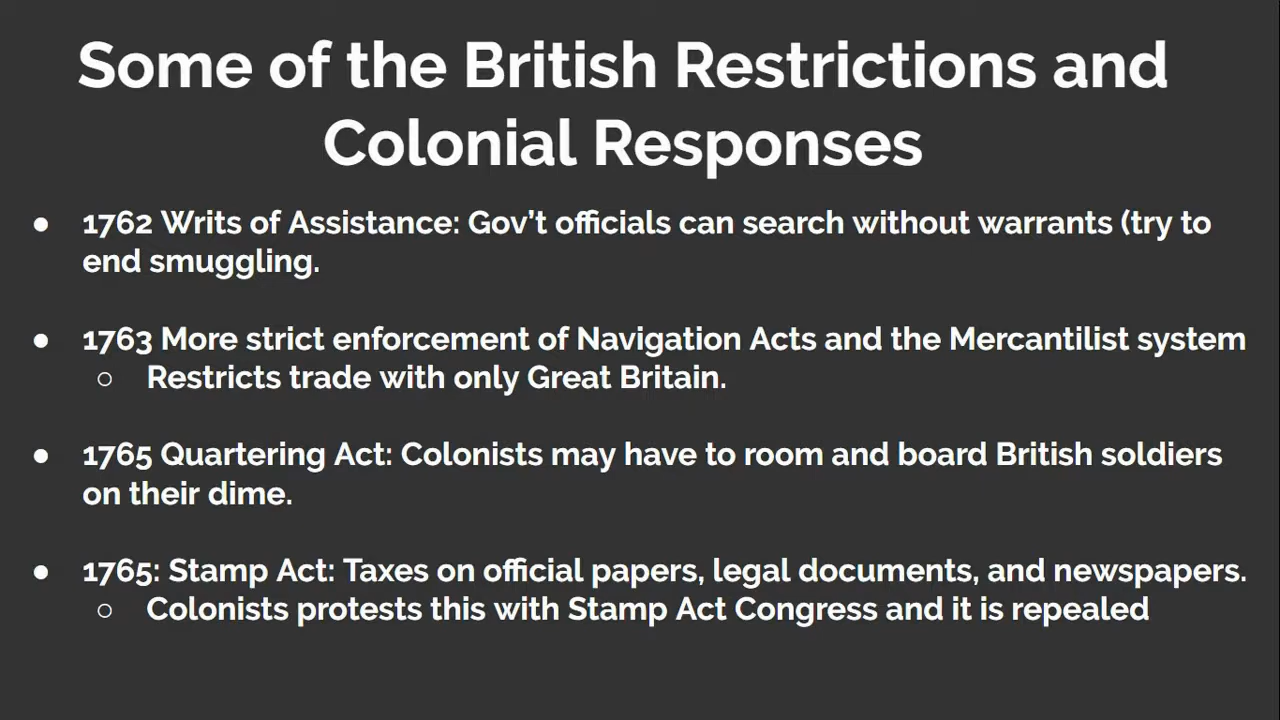 Some of the British Restrictions and
Colonial Responses
● 1762 Writs of Assistance: Gov't officials can search without warrants (try to
end smuggling.
● 1763 More strict enforcement of Navigation Acts and the Mercantilist system
○ Restricts trade with only Great Britain.
● 1765 Quartering Act: Colonists may have to room and board British soldiers
on their dime.
● 1765: Stamp Act: Taxes on official papers, legal documents, and newspapers.
○ Colonists protests this with Stamp Act Congress and it is repealed